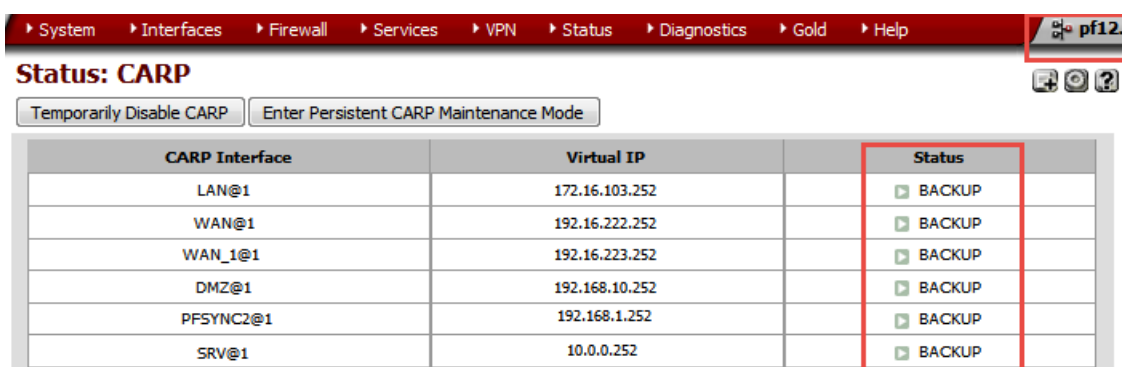 System Interfaces Firewall Services VPN Status Diagnostics Gold Help pf12.
Status: CARP
Temporarily Disable CARP Enter Persistent CARP Maintenance Mode
CARP Interface Virtual IP Status
LAN@1 172.16.103.252 BACKUP
WAN@1 192.16.222.252 BACKUP
WAN_1@1 192.16.223.252 BACKUP
DMZ@1 192.168.10.252 BACKUP
PFSYNC2@1 192.168.1.252 BACKUP
SRV@1 10.0.0.252 BACKUP